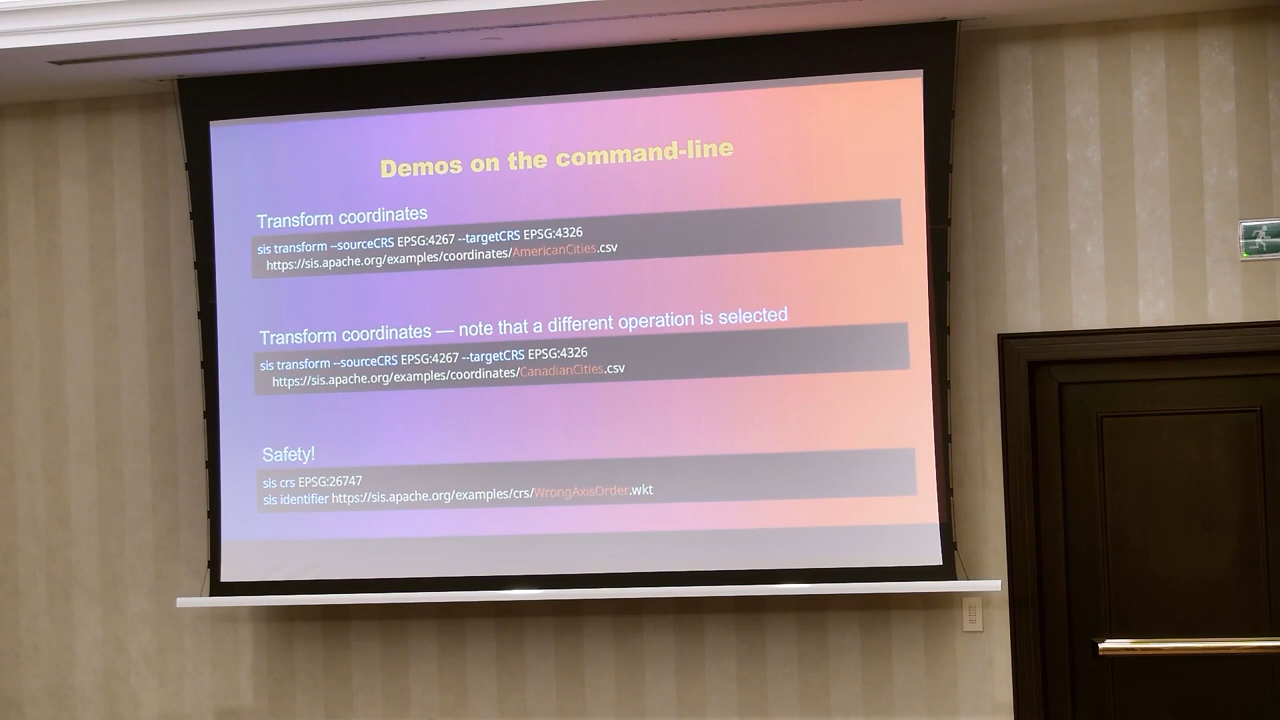 Demos on the command-line
Transform coordinates
sis transform --sourceCRS EPSG:4267 --targetCRS EPSG:4326
https://sis.apache.org/examples/coordinates/AmericanCities.csv
Transform coordinates — note that a different operation is selected
sis transform --sourceCRS EPSG:4267 --targetCRS EPSG:4326
https://sis.apache.org/examples/coordinates/CanadianCities.csv
Safety!
sis crs EPSG:26747
sis identifier https://sis.apache.org/examples/crs/WrongAxisOrder.wkt